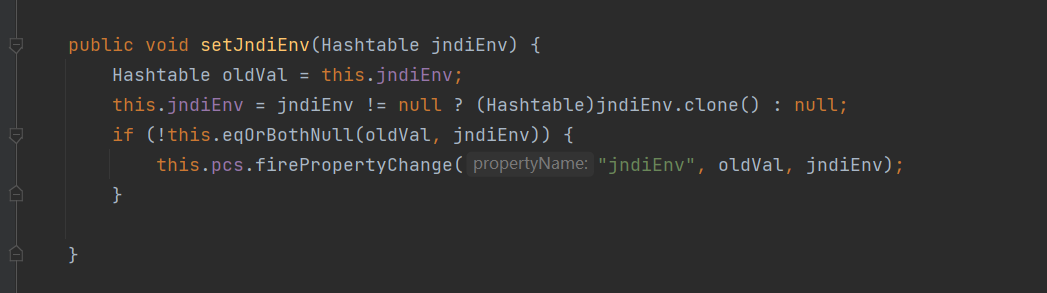 public void setJndiEnv(Hashtable jndiEnv) {
    Hashtable oldVal = this.jndiEnv;
    this.jndiEnv = jndiEnv != null ? (Hashtable)jndiEnv.clone() : null;
    if (!this.eqOrBothNull(oldVal, jndiEnv)) {
        this.pcs.firePropertyChange( propertyName: "jndiEnv", oldVal, jndiEnv);
    }
}